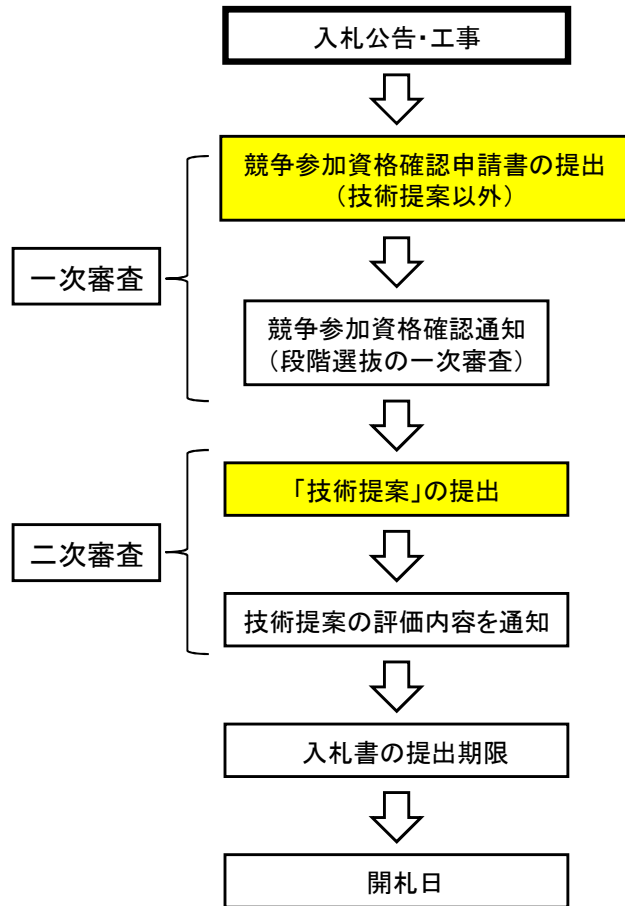 入札公告・工事
競争参加資格確認申請書の提出
（技術提案以外）
一次審査
競争参加資格確認通知
（段階選抜の一次審査）
「技術提案」の提出
二次審査
技術提案の評価内容を通知
入札書の提出期限
開札日